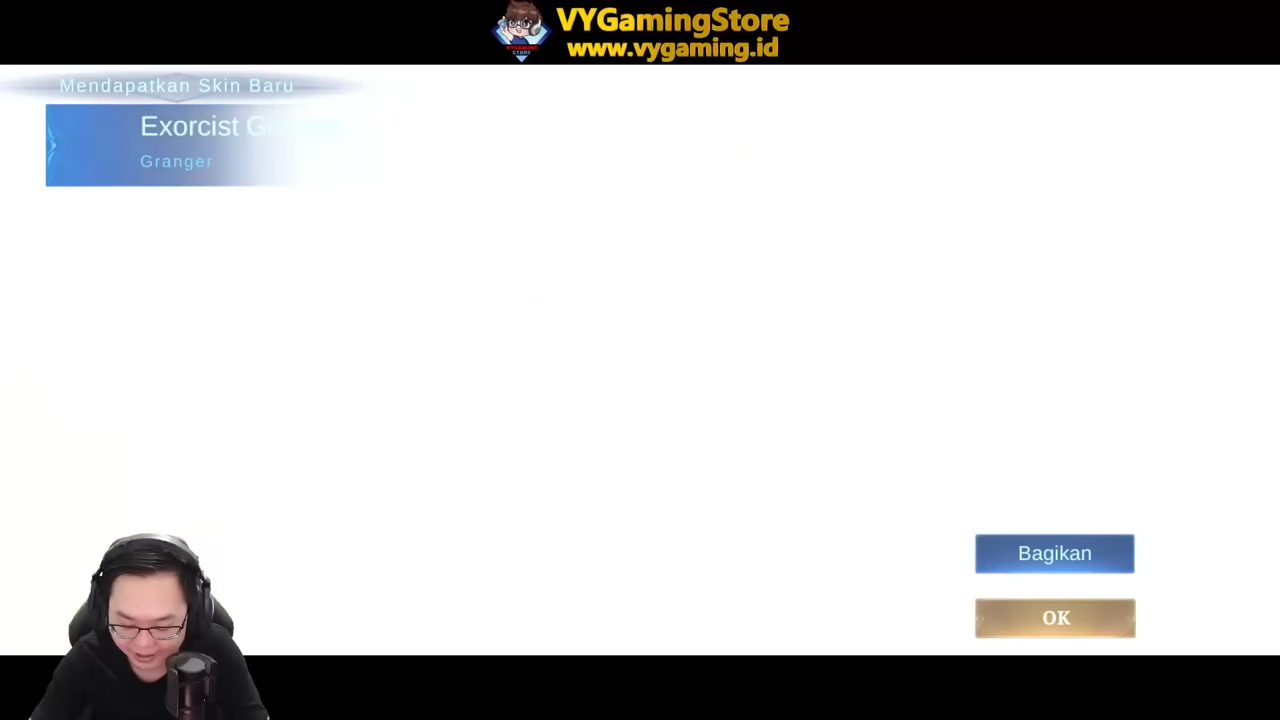 VYGamingStore
www.vygaming.id
Mendapatkan Skin Baru
Exorcist
Granger
Bagikan
OK